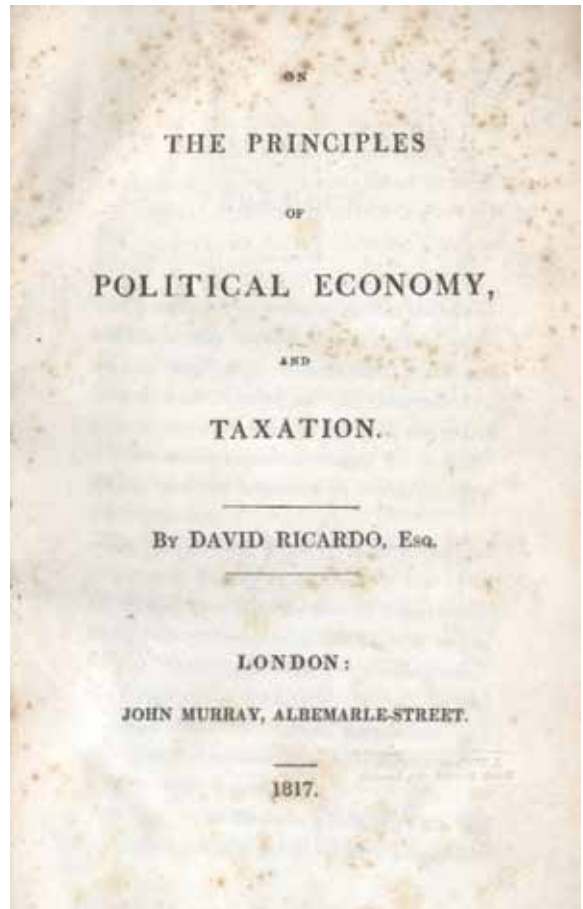 ON
THE PRINCIPLES
OF
POLITICAL ECONOMY,
AND
TAXATION.
By DAVID RICARDO, Esq.
LONDON:
JOHN MURRAY, ALBEMARLE-STREET.
1817.